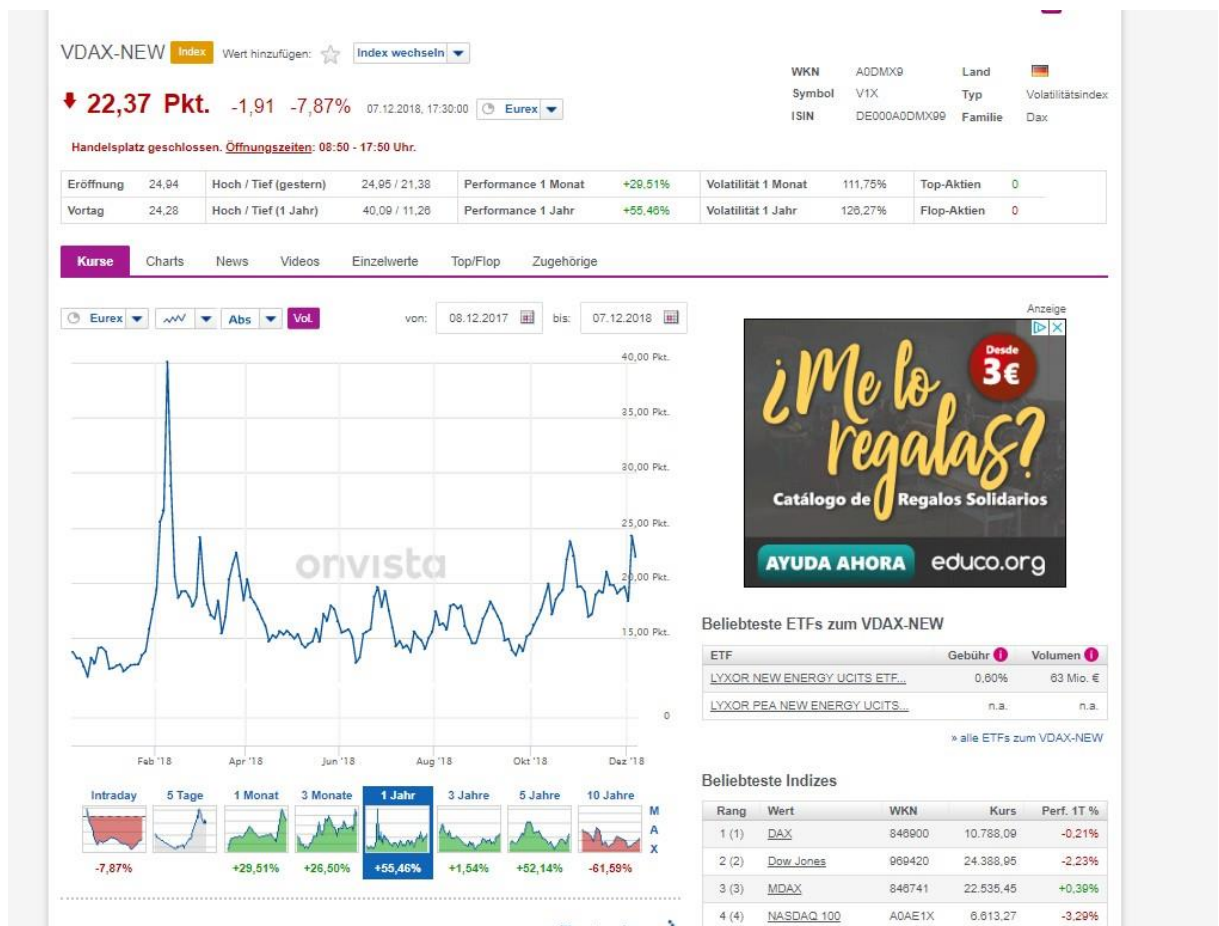 VDAX-NEW Index Wert hinzufügen: Index wechseln
WKN A0DMX9 Land
Symbol V1X Typ Volatilitätsindex
ISIN DE000A0DMX99 Familie Dax
22,37 Pkt. -1,91 -7,87% 07.12.2018, 17:30:00 Eurex
Handelsplatz geschlossen. Öffnungszeiten: 08:50 - 17:50 Uhr.
Eröffnung 24,94 Hoch / Tief (gestern) 24,95 / 21,38 Performance 1 Monat +29,51% Volatilität 1 Monat 111,75% Top-Aktien 0
Vortag 24,28 Hoch / Tief (1 Jahr) 40,09 / 11,26 Performance 1 Jahr +55,46% Volatilität 1 Jahr 126,27% Flop-Aktien 0
Kurse Charts News Videos Einzelwerte Top/Flop Zugehörige
Eurex Abs Vol. von: 08.12.2017 bis: 07.12.2018
40,00 Pkt.
35,00 Pkt.
30,00 Pkt.
25,00 Pkt.
onvista
20,00 Pkt.
15,00 Pkt.
0
Feb '18 Apr '18 Jun '18 Aug '18 Okt '18 Dez '18
Intraday 5 Tage 1 Monat 3 Monate 1 Jahr 3 Jahre 5 Jahre 10 Jahre
M
A
X
-7,87% +29,51% +26,50% +55,46% +1,54% +52,14% -61,59%
Anzeige
¿Me lo
regalas?
Desde
3€
Catálogo de Regalos Solidarios
AYUDA AHORA educo.org
Beliebteste ETFs zum VDAX-NEW
ETF Gebühr Volumen
LYXOR NEW ENERGY UCITS ETF... 0,60% 63 Mio. €
LYXOR PEA NEW ENERGY UCITS... n.a. n.a.
» alle ETFs zum VDAX-NEW
Beliebteste Indizes
Rang Wert WKN Kurs Perf. 1T %
1 (1) DAX 846900 10.788,09 -0,21%
2 (2) Dow Jones 969420 24.388,95 -2,23%
3 (3) MDAX 846741 22.535,45 +0,39%
4 (4) NASDAQ 100 A0AE1X 6.613,27 -3,29%